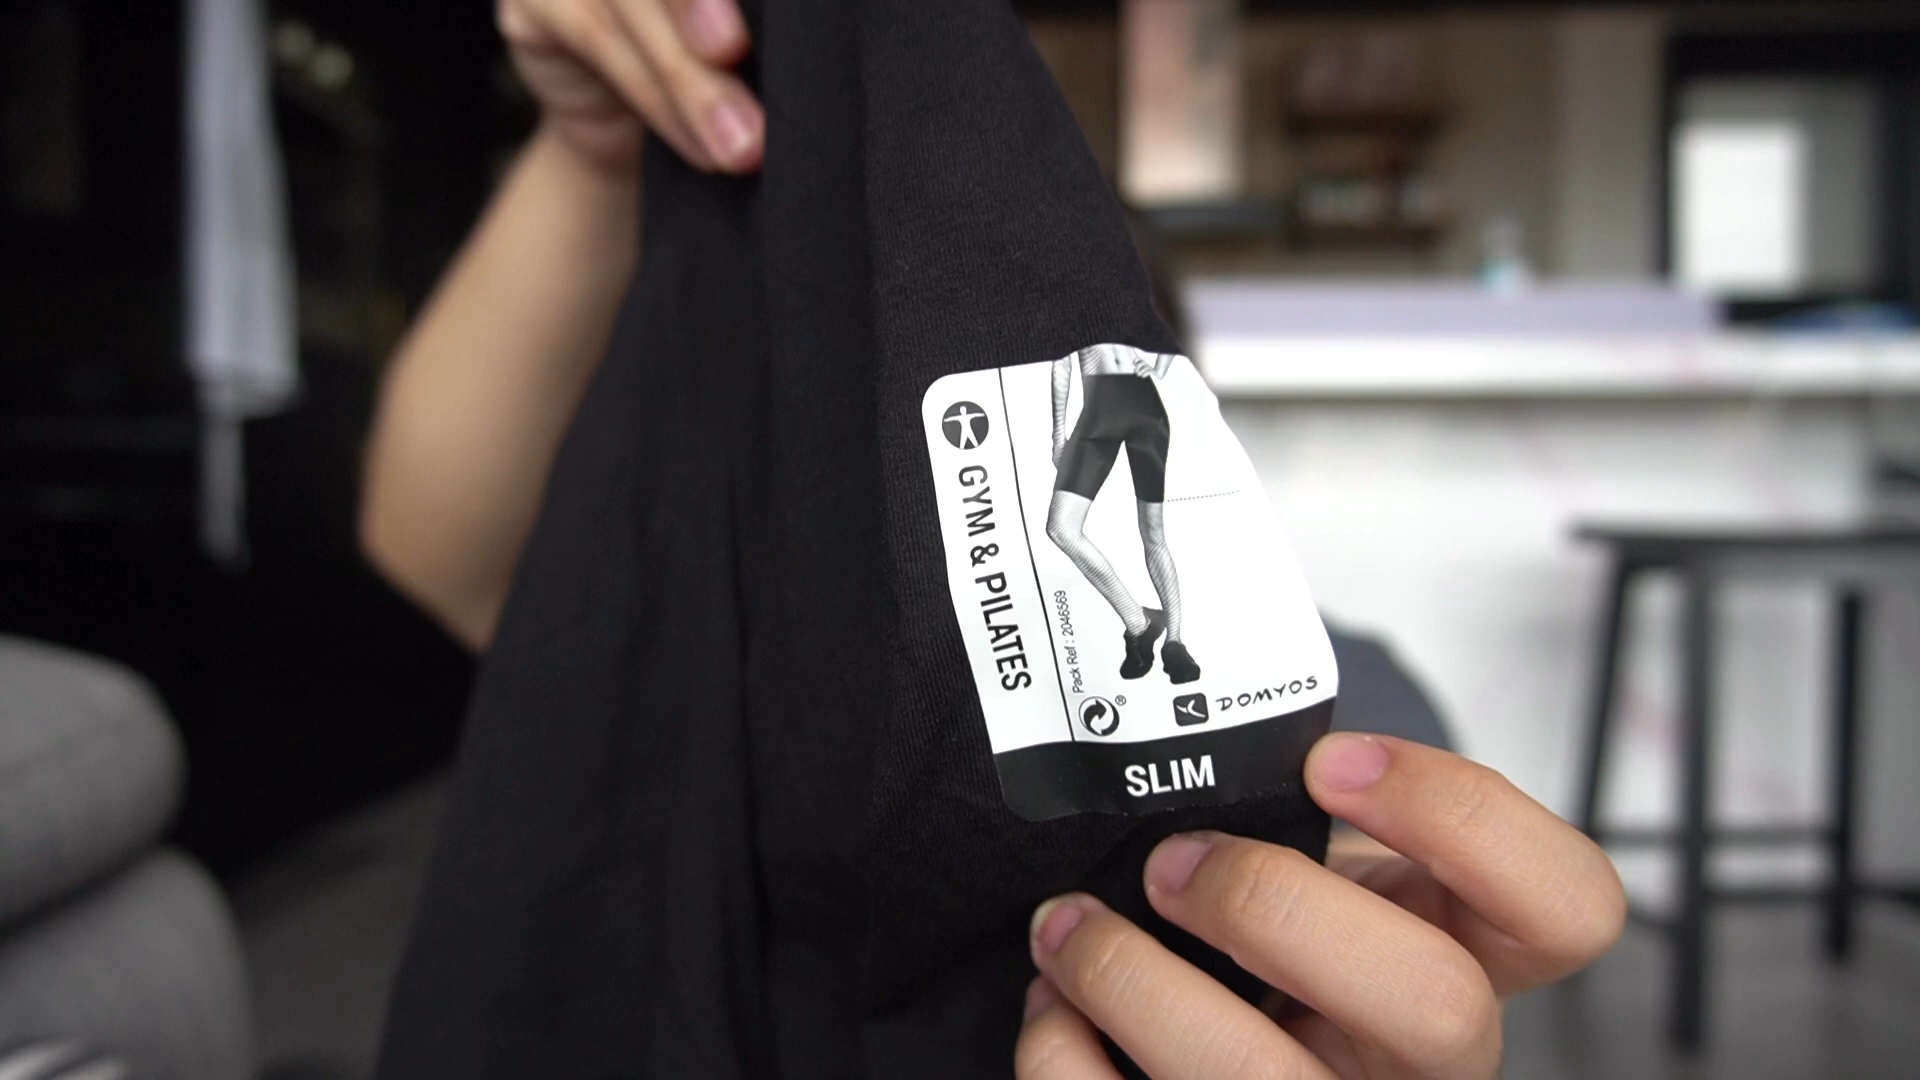 GYM & PILATES
Pack Ref : 2046569
®
DOMYOS
SLIM